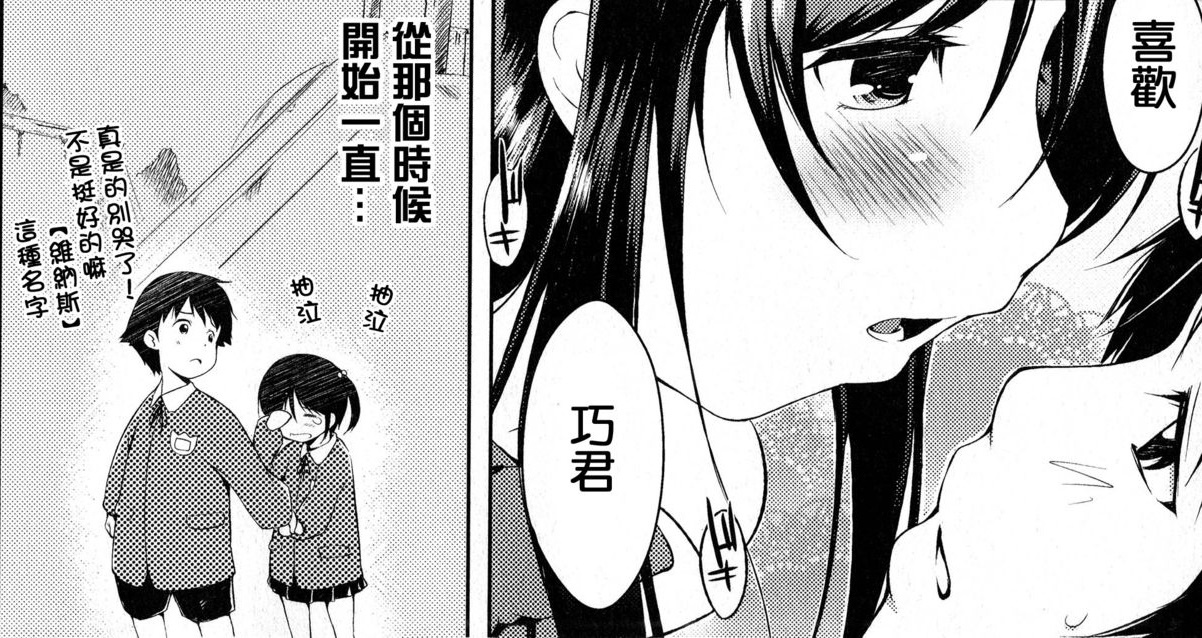 喜歡
巧君
ドキ
ドキ
從那個時候
開始一直…
抽泣
抽泣
真是的別哭了！
不是挺好的嘛
【維納斯】
這種名字